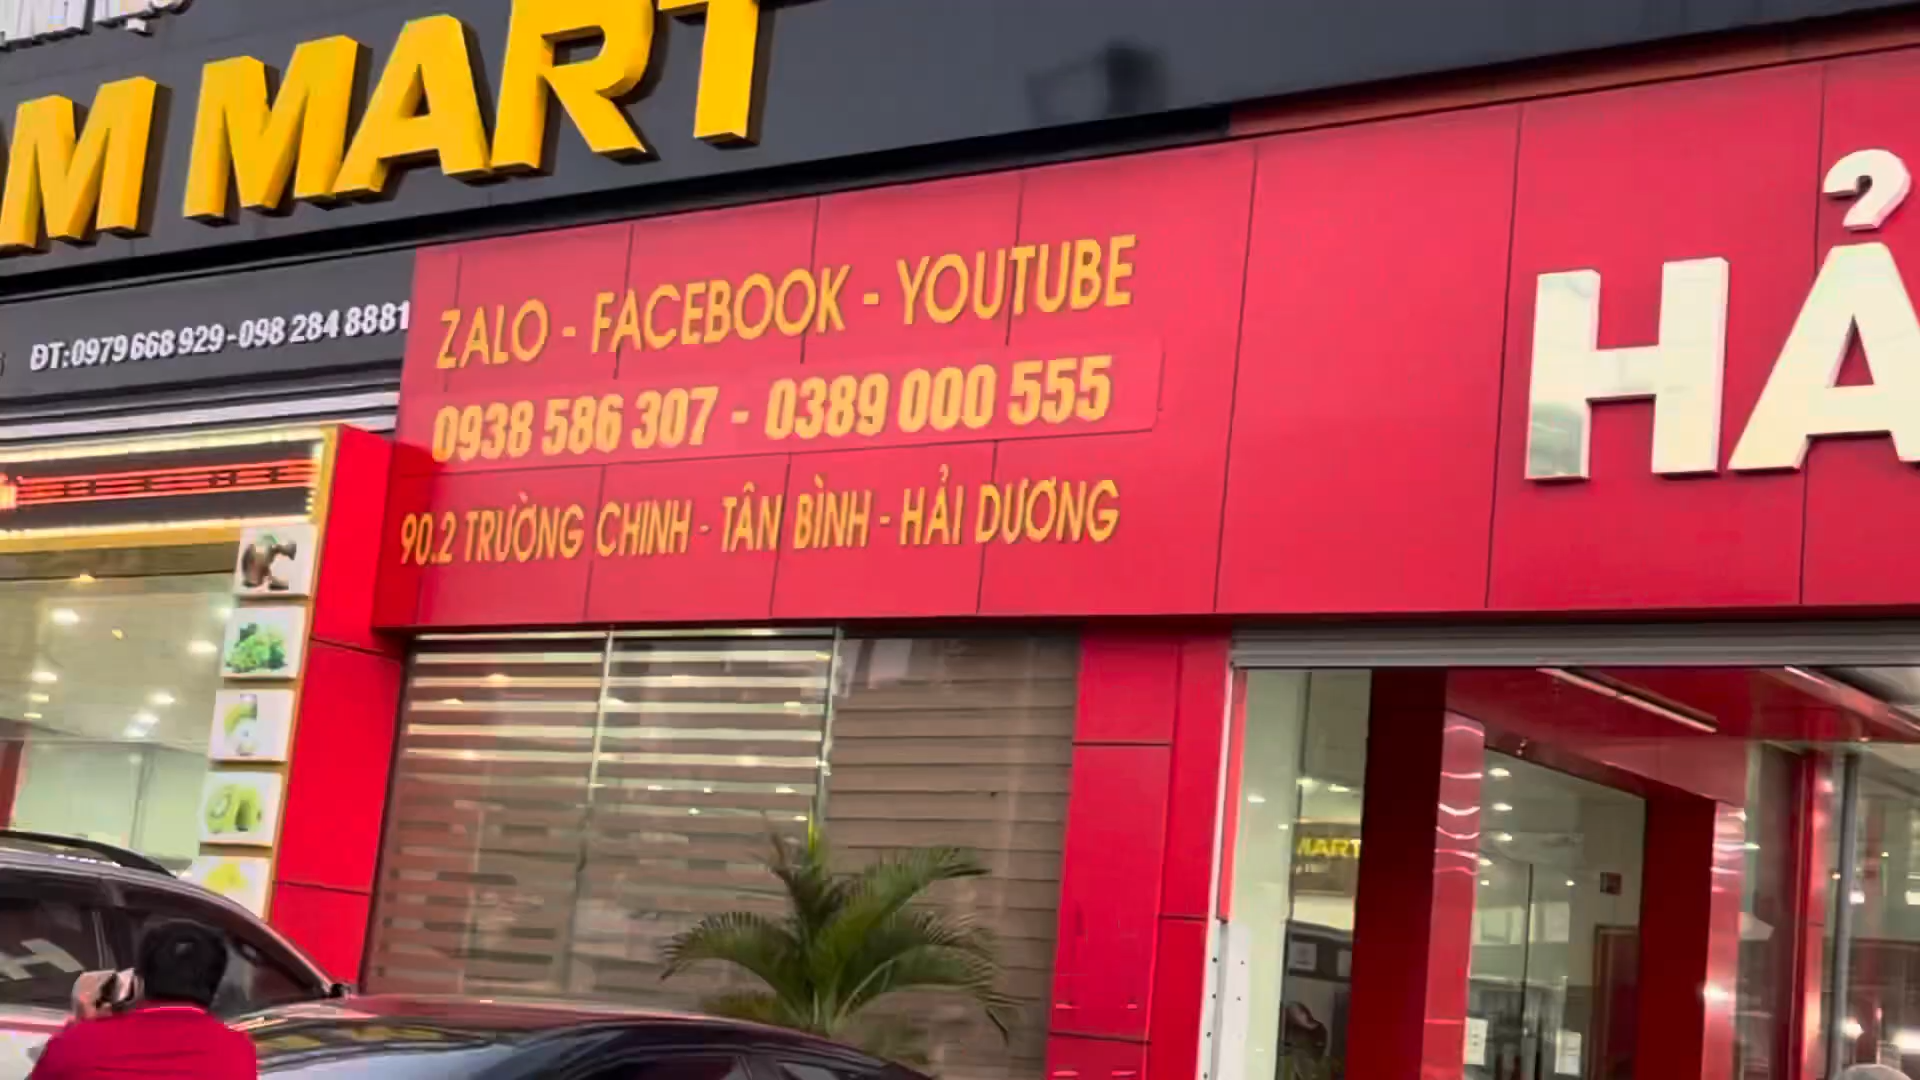 MART
ĐT:0979 668 929-098 284 8881
ZALO - FACEBOOK - YOUTUBE
0938 586 307 - 0389 000 555
90.2 TRƯỜNG CHINH - TÂN BÌNH - HẢI DƯƠNG
HẢ
MART